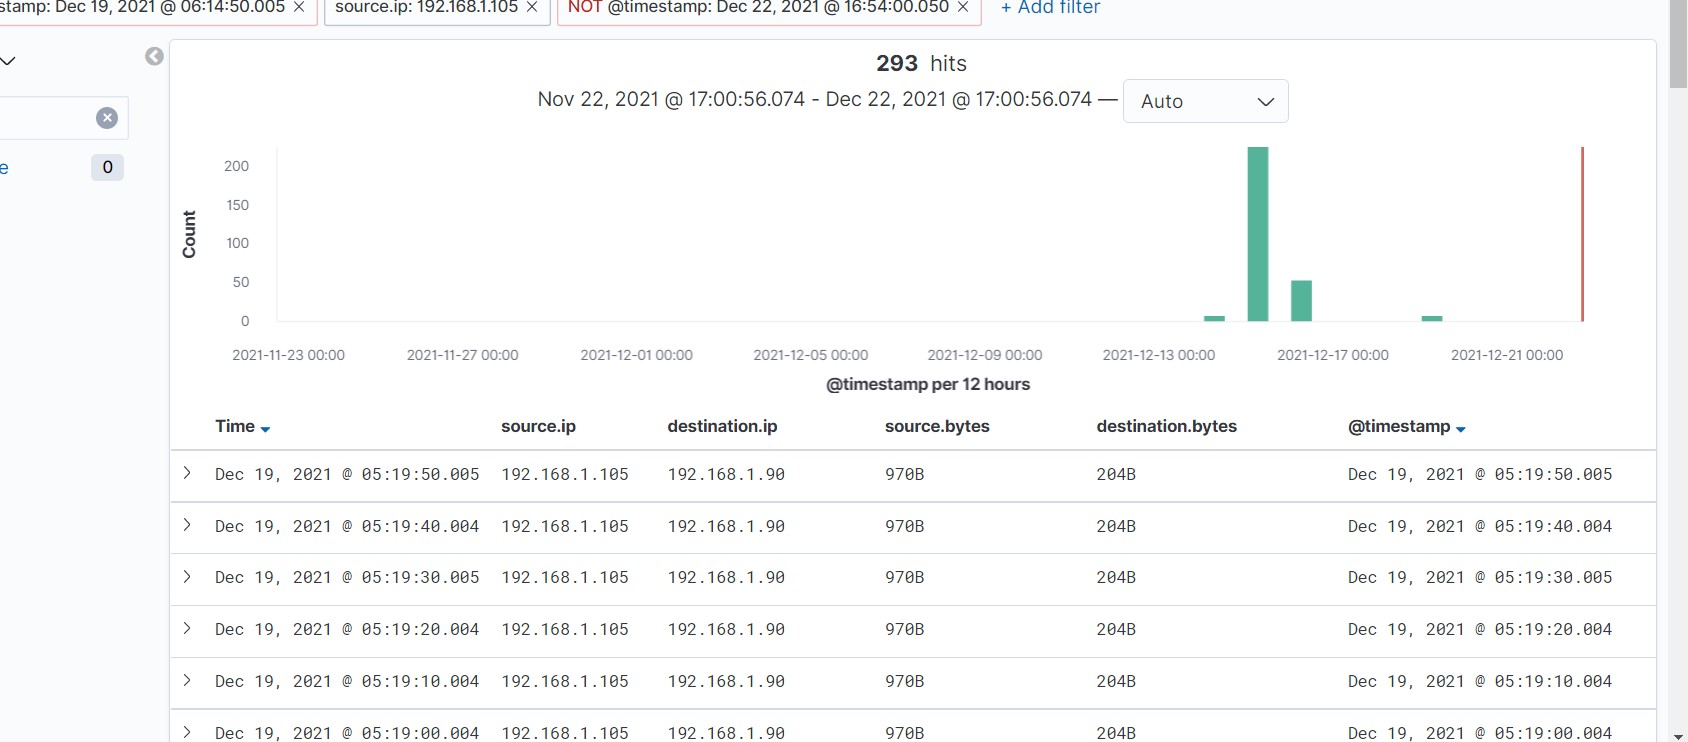 stamp: Dec 19, 2021 @ 06:14:50.005 × source.ip: 192.168.1.105 × NOT @timestamp: Dec 22, 2021 @ 16:54:00.050 × + Add filter
293 hits
Nov 22, 2021 @ 17:00:56.074 - Dec 22, 2021 @ 17:00:56.074 — Auto
e 0
200
150
100
50
0
Count
2021-11-23 00:00 2021-11-27 00:00 2021-12-01 00:00 2021-12-05 00:00 2021-12-09 00:00 2021-12-13 00:00 2021-12-17 00:00 2021-12-21 00:00
@timestamp per 12 hours
Time source.ip destination.ip source.bytes destination.bytes @timestamp
Dec 19, 2021 @ 05:19:50.005 192.168.1.105 192.168.1.90 970B 204B Dec 19, 2021 @ 05:19:50.005
Dec 19, 2021 @ 05:19:40.004 192.168.1.105 192.168.1.90 970B 204B Dec 19, 2021 @ 05:19:40.004
Dec 19, 2021 @ 05:19:30.005 192.168.1.105 192.168.1.90 970B 204B Dec 19, 2021 @ 05:19:30.005
Dec 19, 2021 @ 05:19:20.004 192.168.1.105 192.168.1.90 970B 204B Dec 19, 2021 @ 05:19:20.004
Dec 19, 2021 @ 05:19:10.004 192.168.1.105 192.168.1.90 970B 204B Dec 19, 2021 @ 05:19:10.004
Dec 19, 2021 @ 05:19:00.004 192.168.1.105 192.168.1.90 970B 204B Dec 19, 2021 @ 05:19:00.004